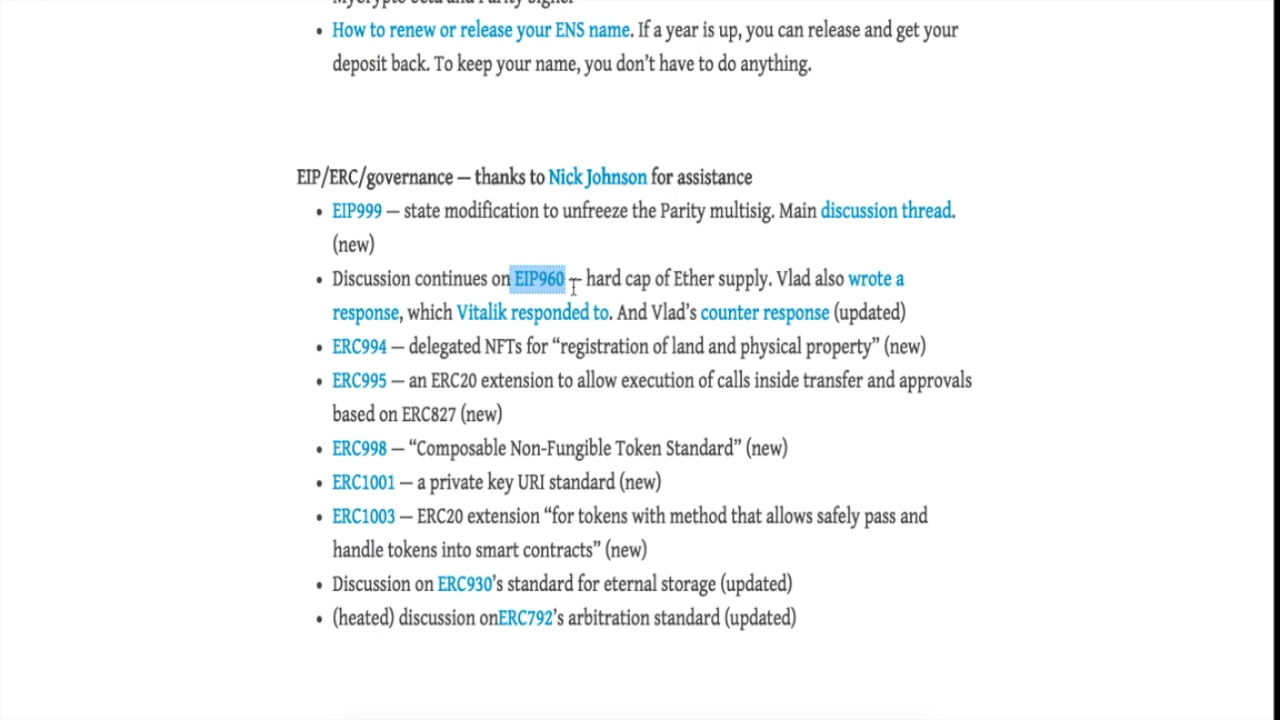 MyCrypto beta and Parity Signer
How to renew or release your ENS name. If a year is up, you can release and get your
deposit back. To keep your name, you don’t have to do anything.
EIP/ERC/governance — thanks to Nick Johnson for assistance
EIP999 — state modification to unfreeze the Parity multisig. Main discussion thread.
(new)
Discussion continues on EIP960 — hard cap of Ether supply. Vlad also wrote a
response, which Vitalik responded to. And Vlad’s counter response (updated)
ERC994 — delegated NFTs for “registration of land and physical property” (new)
ERC995 — an ERC20 extension to allow execution of calls inside transfer and approvals
based on ERC827 (new)
ERC998 — “Composable Non-Fungible Token Standard” (new)
ERC1001 — a private key URI standard (new)
ERC1003 — ERC20 extension “for tokens with method that allows safely pass and
handle tokens into smart contracts” (new)
Discussion on ERC930’s standard for eternal storage (updated)
(heated) discussion onERC792’s arbitration standard (updated)